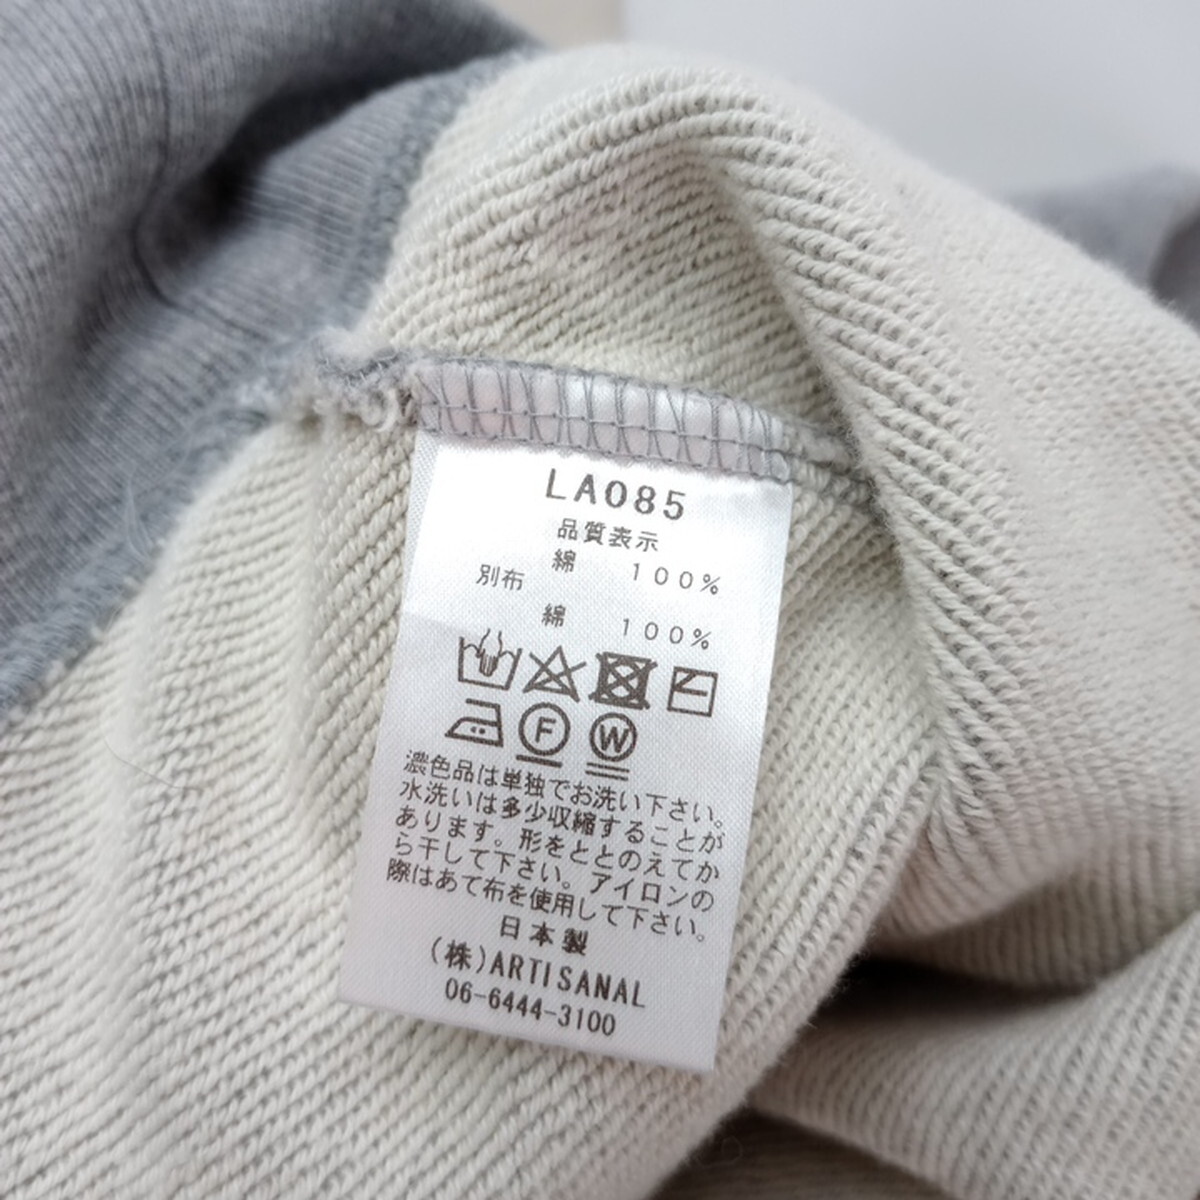 LA085
品質表示
綿 100%
別布
綿 100%
F W
濃色品は単独でお洗い下さい。
水洗いは多少収縮することが
あります。形をととのえてか
ら干して下さい。アイロンの
際はあて布を使用して下さい。
日本製
(株)ARTISANAL
06-6444-3100